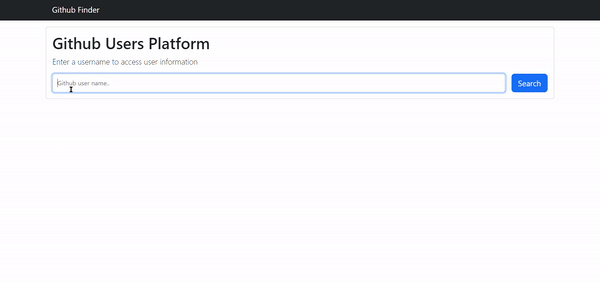 Github Finder
Github Users Platform
Enter a username to access user information
Github user name..
Search